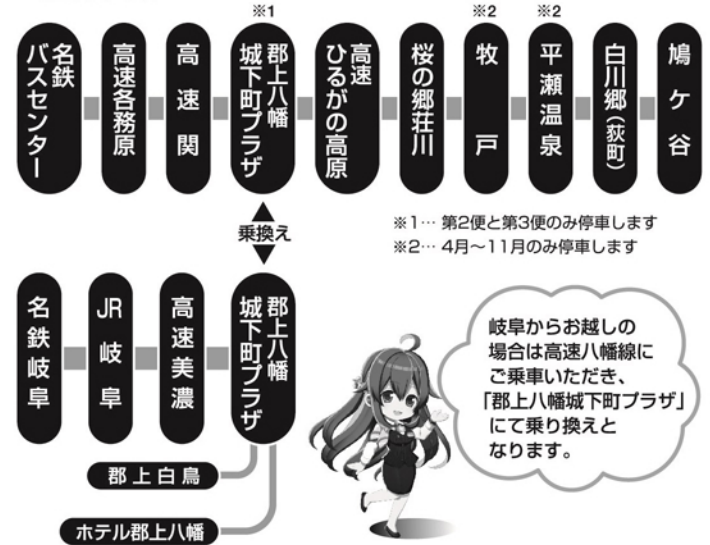 ※1
※2
※2
名鉄
バスセンター
高速各務原
高速関
郡上八幡
城下町プラザ
高速
ひるがの高原
桜の郷荘川
牧戸
平瀬温泉
白川郷(荻町)
鳩ケ谷
乗換え
※1… 第2便と第3便のみ停車します
※2… 4月～11月のみ停車します
名鉄岐阜
JR岐阜
高速美濃
郡上八幡
城下町プラザ
郡上白鳥
ホテル郡上八幡
岐阜からお越しの
場合は高速八幡線に
ご乗車いただき、
「郡上八幡城下町プラザ」
にて乗り換えと
なります。